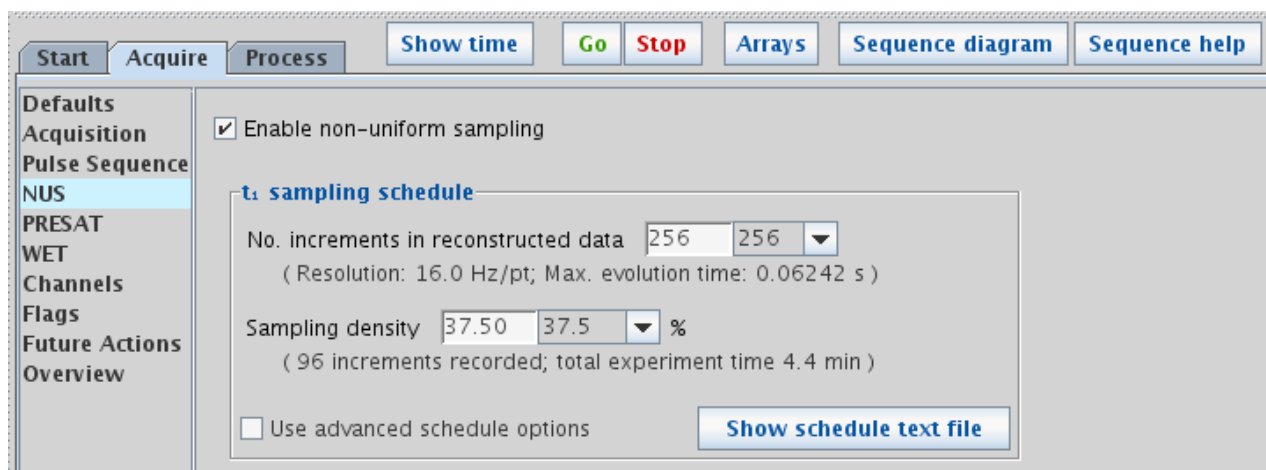 Show time Go Stop Arrays Sequence diagram Sequence help
Start Acquire Process
Defaults
Acquisition
Pulse Sequence
NUS
PRESAT
WET
Channels
Flags
Future Actions
Overview
Enable non-uniform sampling
t₁ sampling schedule
No. increments in reconstructed data 256 256
( Resolution: 16.0 Hz/pt; Max. evolution time: 0.06242 s )
Sampling density 37.50 37.5 %
( 96 increments recorded; total experiment time 4.4 min )
Use advanced schedule options Show schedule text file